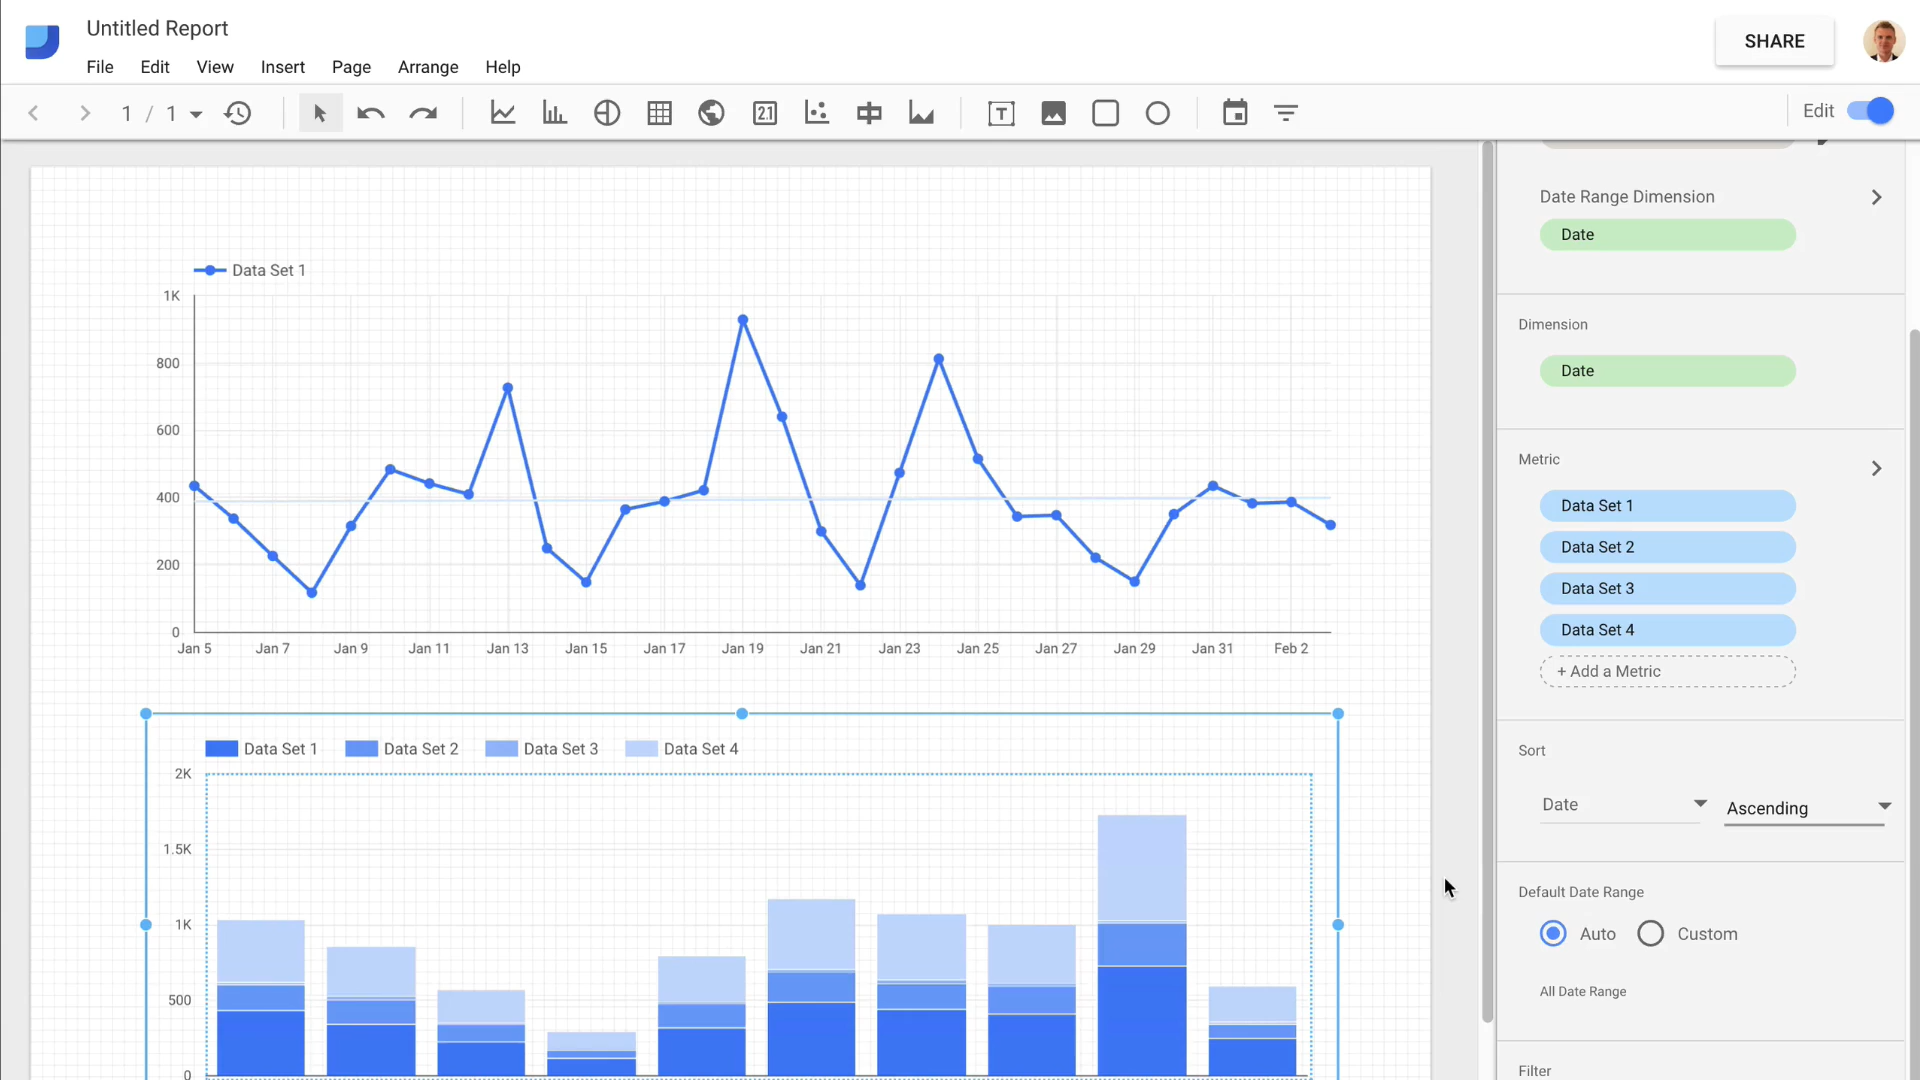 Untitled Report
SHARE
File Edit View Insert Page Arrange Help
1 / 1
2.1
T
Edit
Date Range Dimension
Date
Data Set 1
1K
800
600
400
200
0
Jan 5 Jan 7 Jan 9 Jan 11 Jan 13 Jan 15 Jan 17 Jan 19 Jan 21 Jan 23 Jan 25 Jan 27 Jan 29 Jan 31 Feb 2
Dimension
Date
Metric
Data Set 1
Data Set 2
Data Set 3
Data Set 4
+ Add a Metric
Data Set 1 Data Set 2 Data Set 3 Data Set 4
2K
1.5K
1K
500
0
Sort
Date Ascending
Default Date Range
Auto Custom
All Date Range
Filter